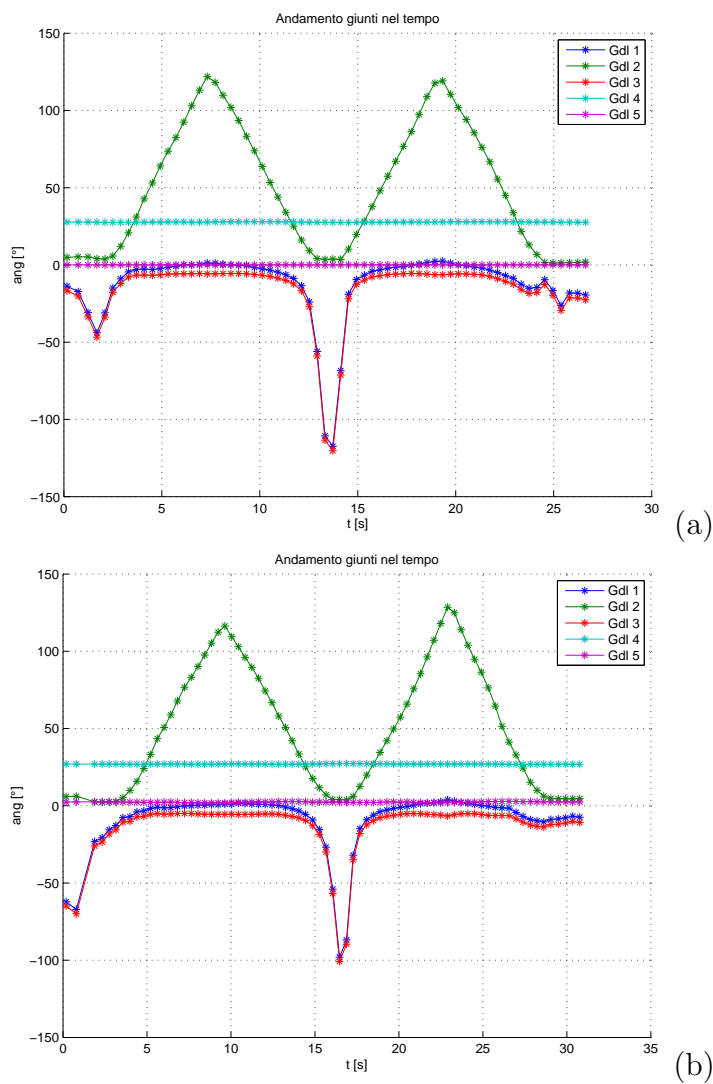 Andamento giunti nel tempo
150
100
50
0
−50
−100
−150
ang [°]
0
5
10
15
20
25
30
t [s]
Gdl 1
Gdl 2
Gdl 3
Gdl 4
Gdl 5
(a)
Andamento giunti nel tempo
150
100
50
0
−50
−100
−150
ang [°]
0
5
10
15
20
25
30
35
t [s]
Gdl 1
Gdl 2
Gdl 3
Gdl 4
Gdl 5
(b)